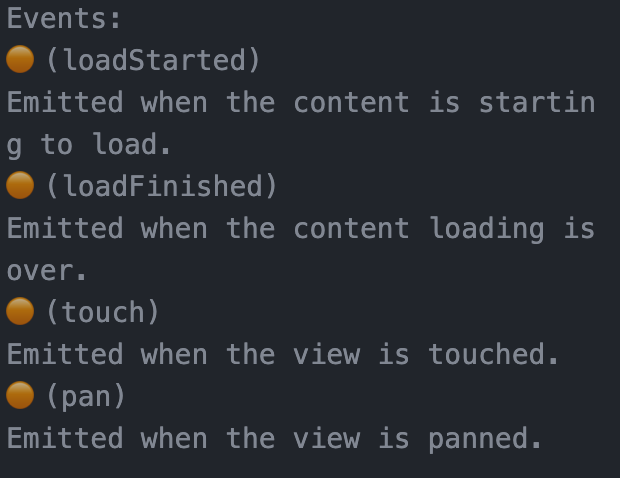 Events:
🟠 (loadStarted)
Emitted when the content is startin
g to load.
🟠 (loadFinished)
Emitted when the content loading is
over.
🟠 (touch)
Emitted when the view is touched.
🟠 (pan)
Emitted when the view is panned.